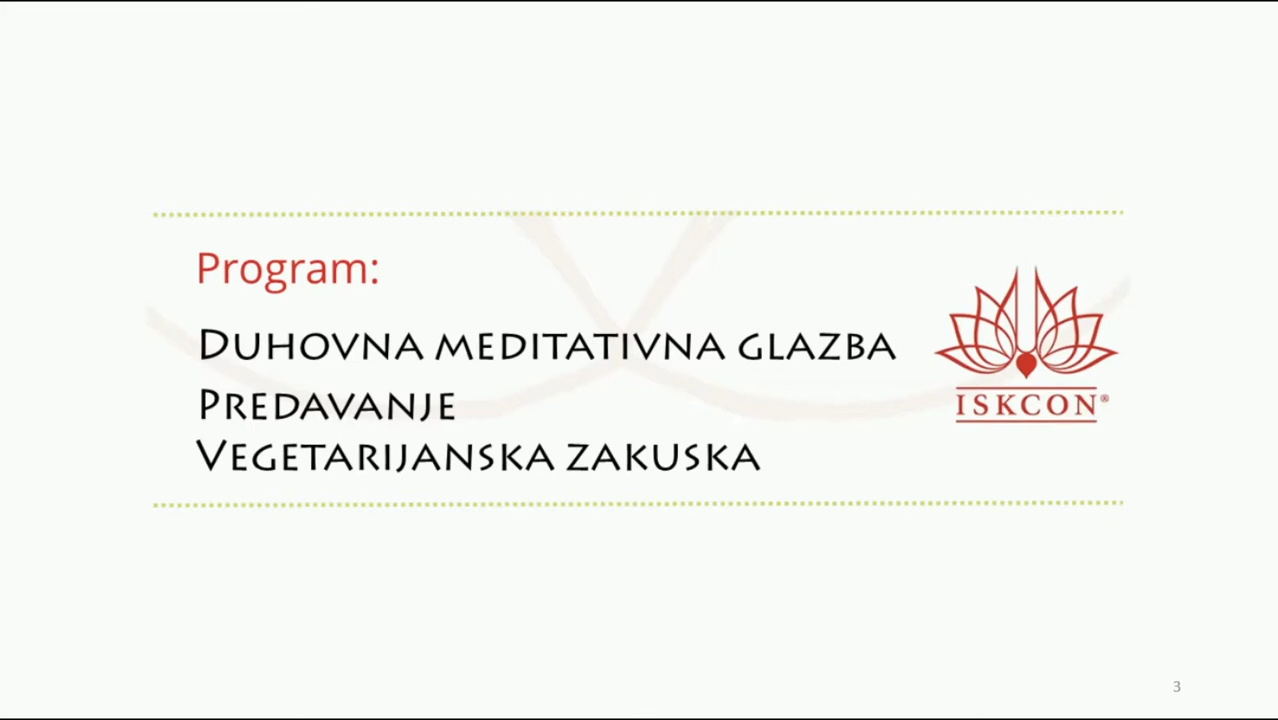 Program:
DUHOVNA MEDITATIVNA GLAZBA
PREDAVANJE
VEGETARIJANSKA ZAKUSKA
ISKCON®
3